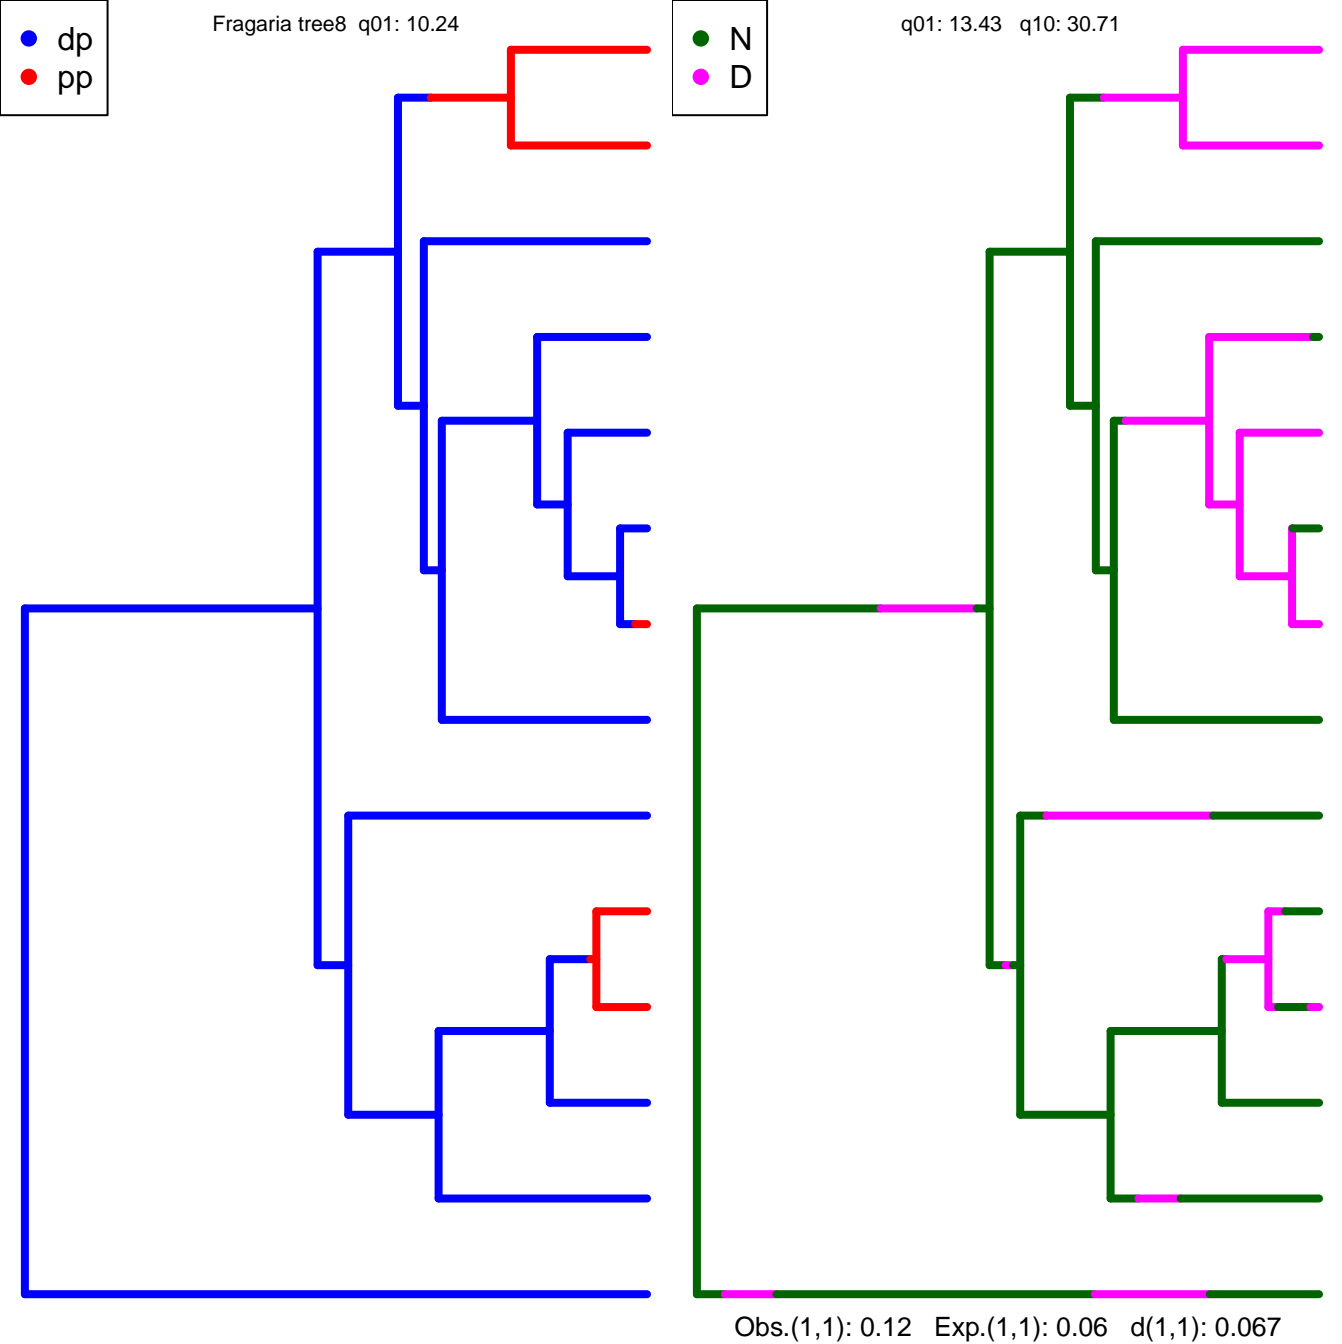 dp
pp
Fragaria tree8 q01: 10.24
N
D
q01: 13.43 q10: 30.71
Obs.(1,1): 0.12 Exp.(1,1): 0.06 d(1,1): 0.067